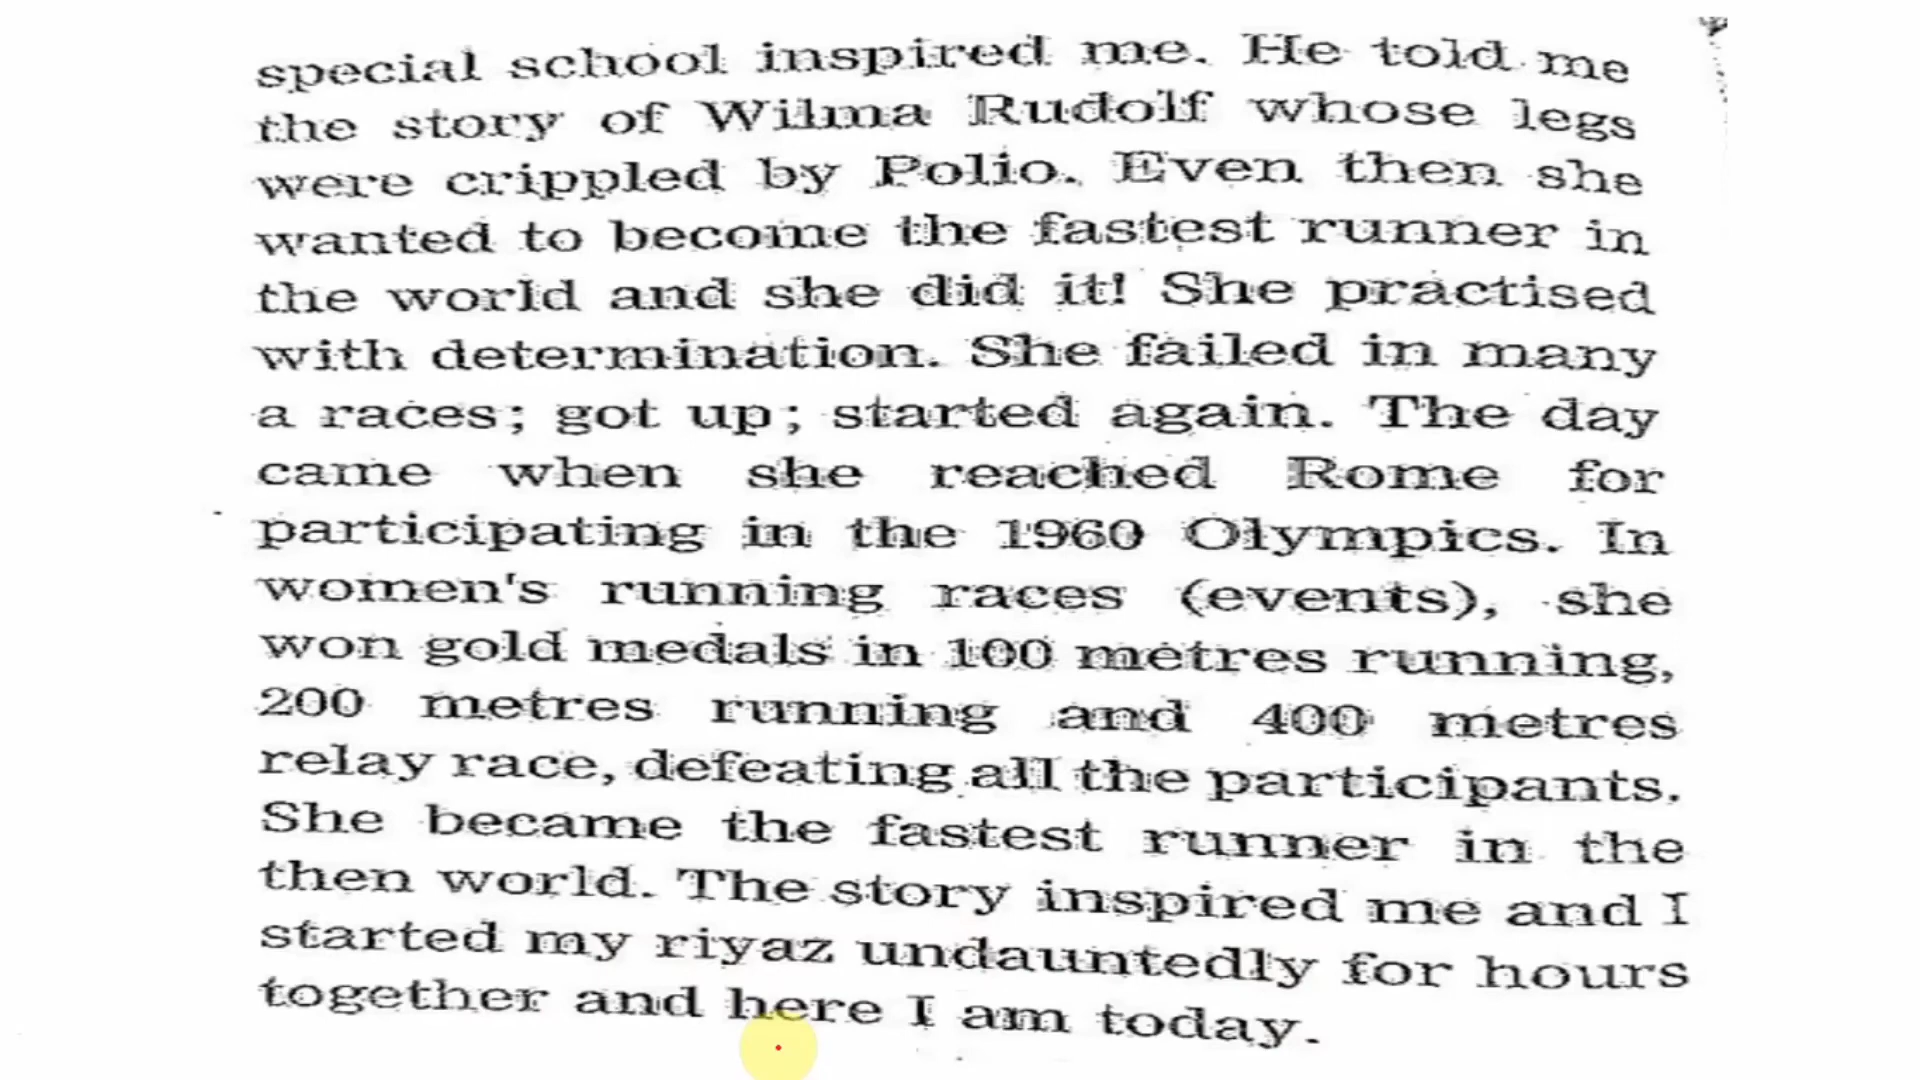 special school inspired me. He told me
the story of Wilma Rudolf whose legs
were crippled by Polio. Even then she
wanted to become the fastest runner in
the world and she did it! She practised
with determination. She failed in many
a races; got up; started again. The day
came when she reached Rome for
participating in the 1960 Olympics. In
women's running races (events), she
won gold medals in 100 metres running,
200 metres running and 400 metres
relay race, defeating all the participants.
She became the fastest runner in the
then world. The story inspired me and I
started my riyaz undauntedly for hours
together and here I am today.